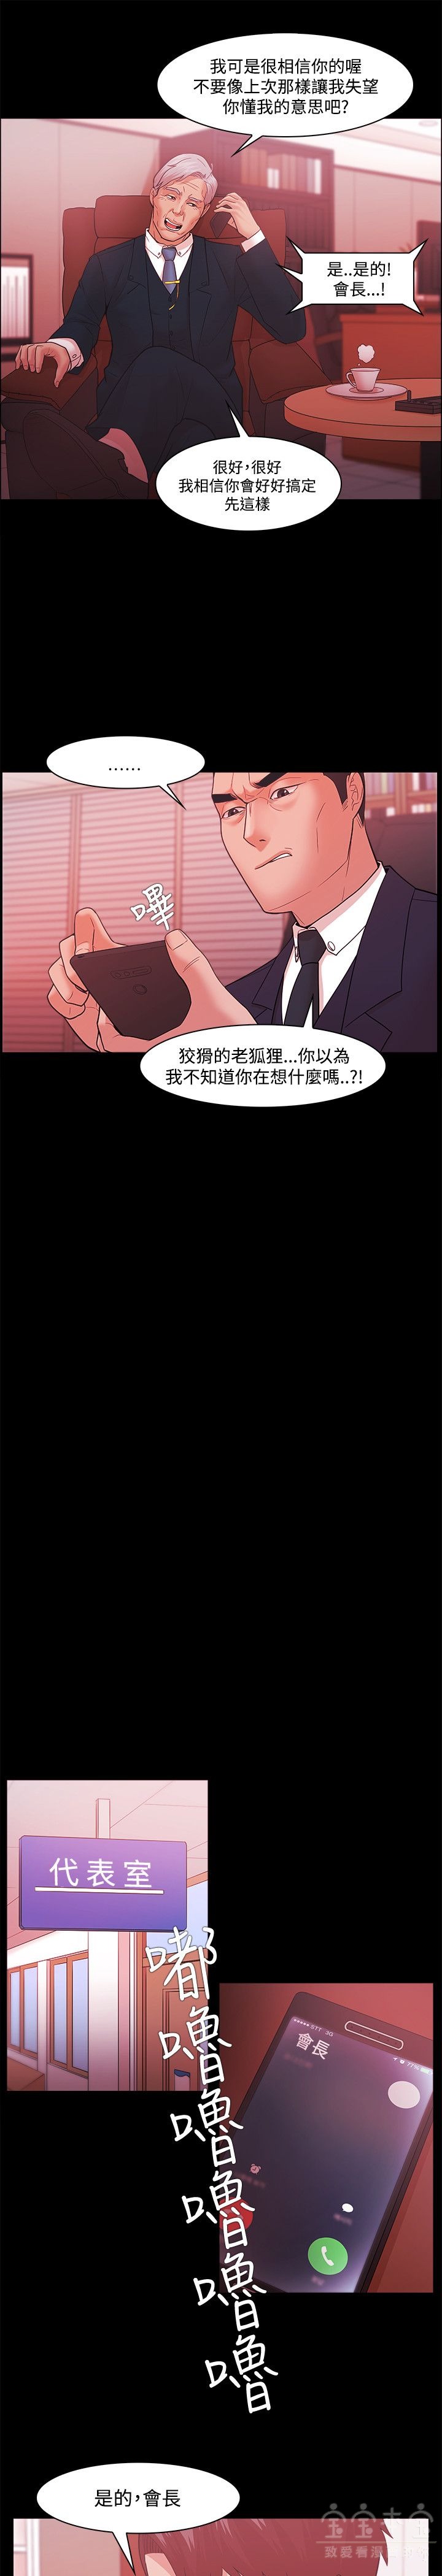 我可是很相信你的喔
不要像上次那樣讓我失望
你懂我的意思吧?
是..是的!
會長...!
很好,很好
我相信你會好好搞定
先這樣
......
嗶
狡猾的老狐狸...你以為
我不知道你在想什麼嗎..?!
代表室
嘟嚕嚕嚕嚕嚕
STT 3G
77%
會長
是的,會長